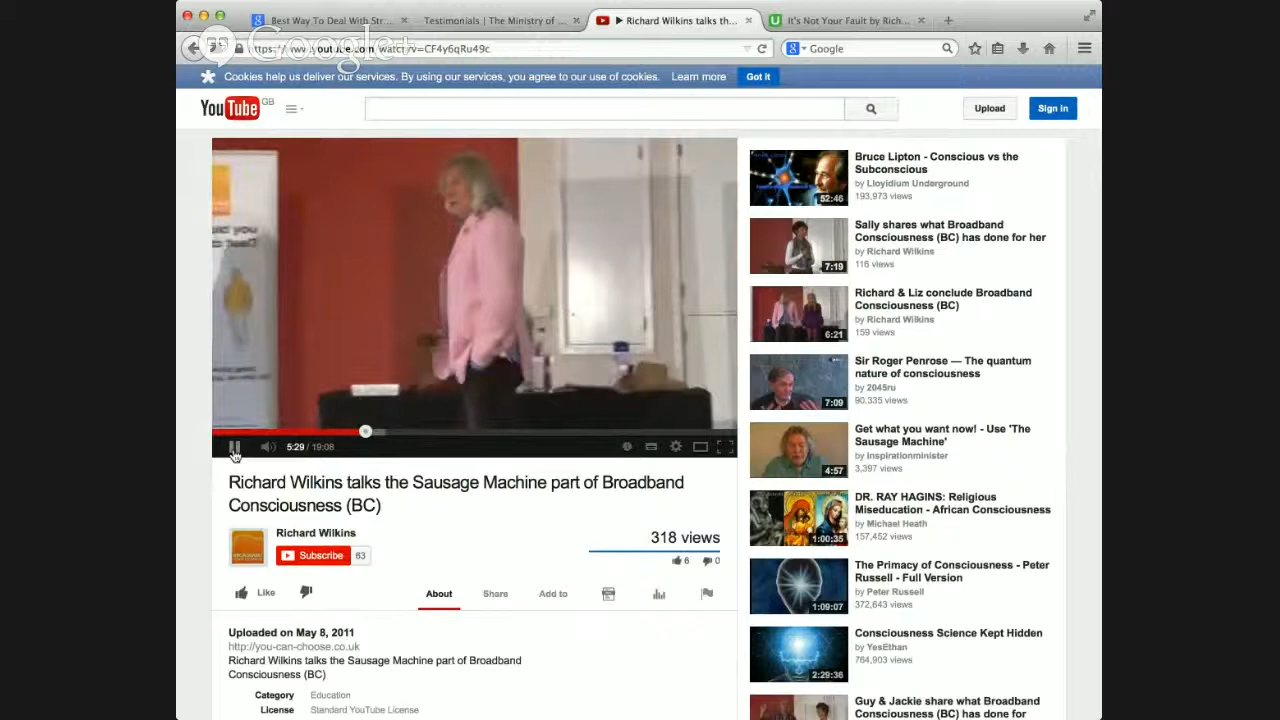 Best Way To Deal With Str...
Testimonials | The Ministry of ...
▶ Richard Wilkins talks th...
It's Not Your Fault by Rich...
Google+
youtube.com
v=CF4y6qRu49c
Google
Cookies help us deliver our services. By using our services, you agree to our use of cookies. Learn more Got it
YouTube GB
Upload
Sign in
5:29 / 19:08
Richard Wilkins talks the Sausage Machine part of Broadband
Consciousness (BC)
Richard Wilkins
Subscribe 63
318 views
6 0
Like
About
Share
Add to
Uploaded on May 8, 2011
http://you-can-choose.co.uk
Richard Wilkins talks the Sausage Machine part of Broadband
Consciousness (BC)
Category Education
License Standard YouTube License
Bruce Lipton - Conscious vs the
Subconscious
by Lloyidium Underground
193,973 views
52:46
Sally shares what Broadband
Consciousness (BC) has done for her
by Richard Wilkins
116 views
7:19
Richard & Liz conclude Broadband
Consciousness (BC)
by Richard Wilkins
159 views
6:21
Sir Roger Penrose — The quantum
nature of consciousness
by 2045ru
90,335 views
7:09
Get what you want now! - Use 'The
Sausage Machine'
by inspirationminister
3,397 views
4:57
DR. RAY HAGINS: Religious
Miseducation - African Consciousness
by Michael Heath
157,452 views
1:00:35
The Primacy of Consciousness - Peter
Russell - Full Version
by Peter Russell
372,643 views
1:09:07
Consciousness Science Kept Hidden
by YesEthan
764,903 views
2:29:36
Guy & Jackie share what Broadband
Consciousness (BC) has done for